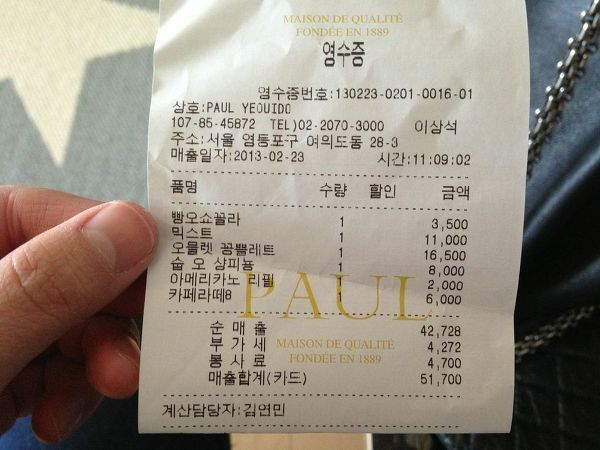 MAISON DE QUALITÉ
FONDÉE EN 1889
영수증
영수증번호:130223-0201-0016-01
상호:PAUL YEOUIDO
107-85-45872 TEL)02-2070-3000 이상석
주소:서울 영등포구 여의도동 28-3
매출일자:2013-02-23 시간:11:09:02
품명 수량 할인 금액
빵오쇼꼴라 1 3,500
믹스트 1 11,000
오믈렛 꽁쁠레트 1 16,500
숩 오 샹피뇽 1 8,000
아메리카노 리필 1 2,000
카페라떼8 1 6,000
PAUL
순 매출 42,728
MAISON DE QUALITÉ
부가세 4,272
FONDÉE EN 1889
봉사료 4,700
매출합계(카드) 51,700
계산담당자:김연민